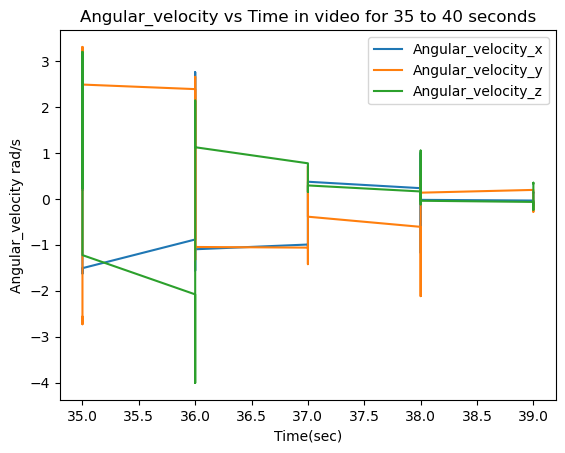 Angular_velocity vs Time in video for 35 to 40 seconds
Angular_velocity_x
Angular_velocity_y
Angular_velocity_z
Angular_velocity rad/s
3
2
1
0
−1
−2
−3
−4
35.0 35.5 36.0 36.5 37.0 37.5 38.0 38.5 39.0
Time(sec)